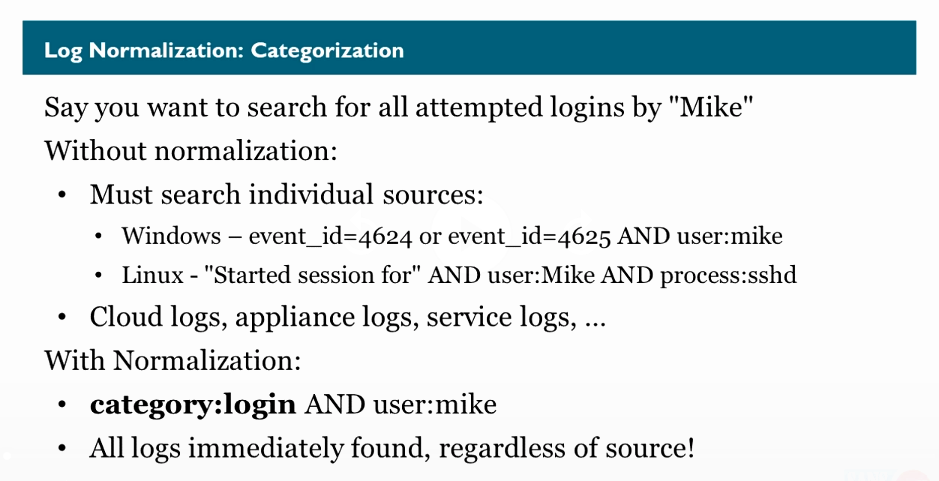 Log Normalization: Categorization
Say you want to search for all attempted logins by "Mike"
Without normalization:
• Must search individual sources:
• Windows – event_id=4624 or event_id=4625 AND user:mike
• Linux - "Started session for" AND user:Mike AND process:sshd
• Cloud logs, appliance logs, service logs, ...
With Normalization:
• category:login AND user:mike
• All logs immediately found, regardless of source!